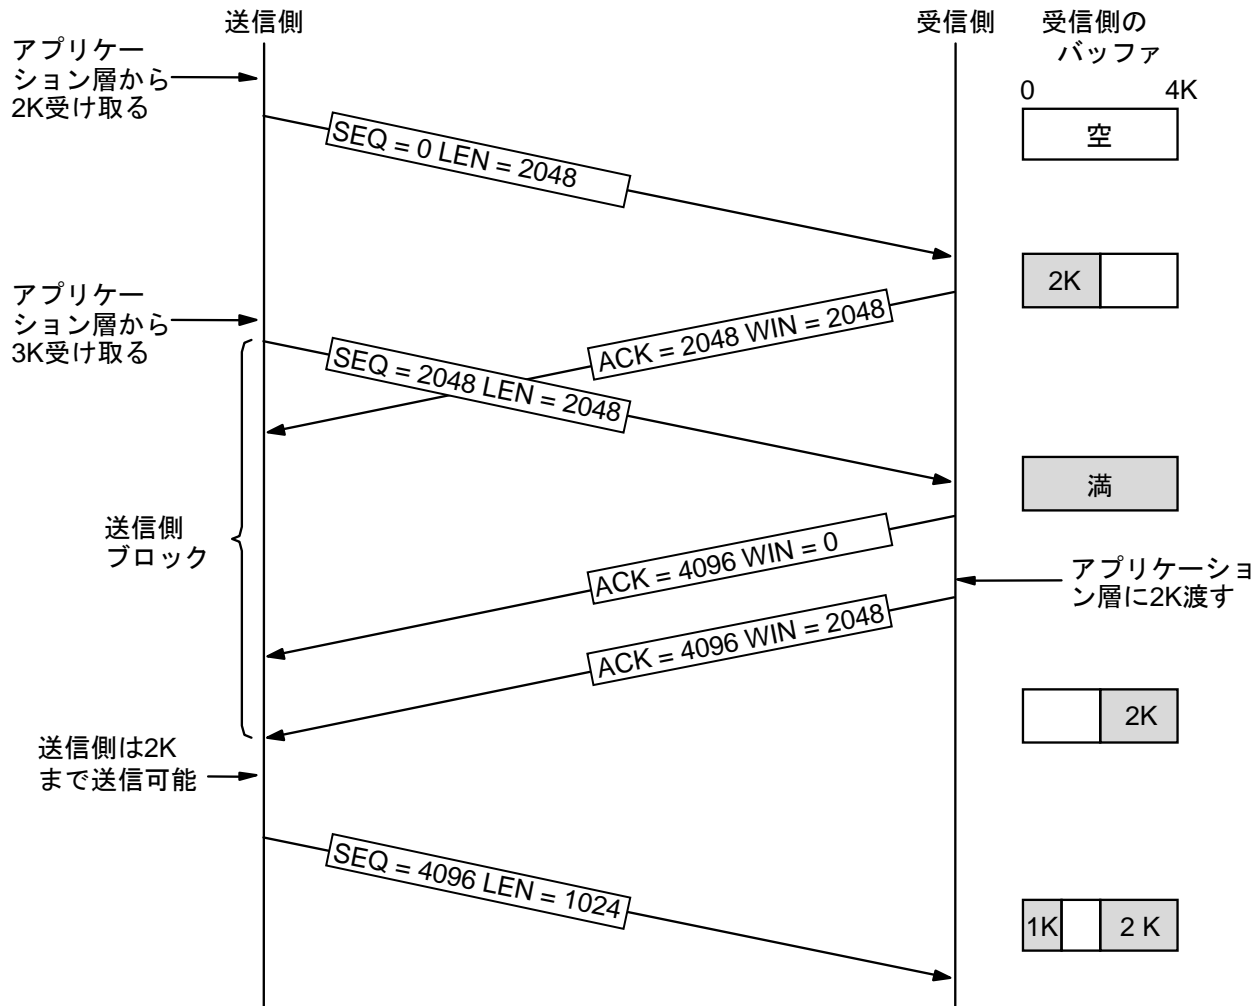 送信側
受信側
受信側の
バッファ
アプリケー
ション層から
2K受け取る
0
4K
空
SEQ = 0 LEN = 2048
2K
アプリケー
ション層から
3K受け取る
ACK = 2048 WIN = 2048
SEQ = 2048 LEN = 2048
満
送信側
ブロック
ACK = 4096 WIN = 0
アプリケーショ
ン層に2K渡す
ACK = 4096 WIN = 2048
2K
送信側は2K
まで送信可能
SEQ = 4096 LEN = 1024
1K
2 K